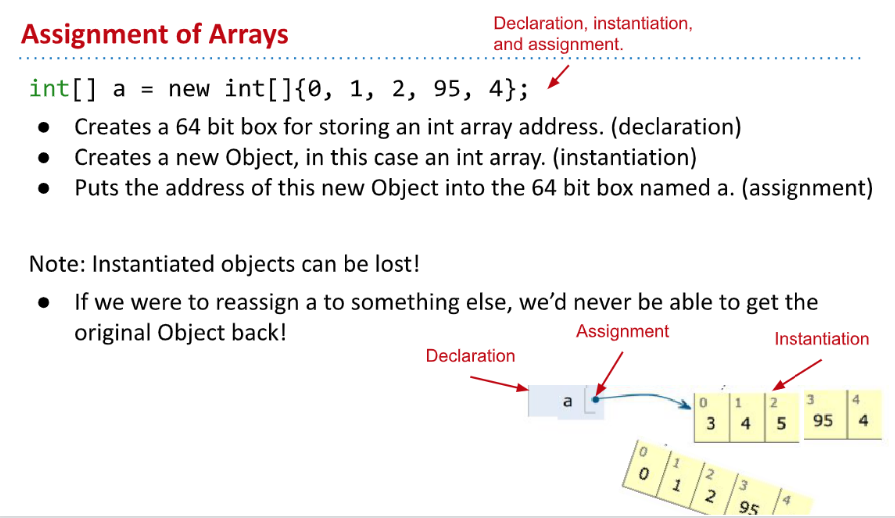 Assignment of Arrays
Declaration, instantiation,
and assignment.
int[] a = new int[]{0, 1, 2, 95, 4};
● Creates a 64 bit box for storing an int array address. (declaration)
● Creates a new Object, in this case an int array. (instantiation)
● Puts the address of this new Object into the 64 bit box named a. (assignment)
Note: Instantiated objects can be lost!
● If we were to reassign a to something else, we’d never be able to get the
original Object back!
Declaration
Assignment
Instantiation
a
0 1 2 3 4
3 4 5 95 4
0 1 2 3 4
0 1 2 95